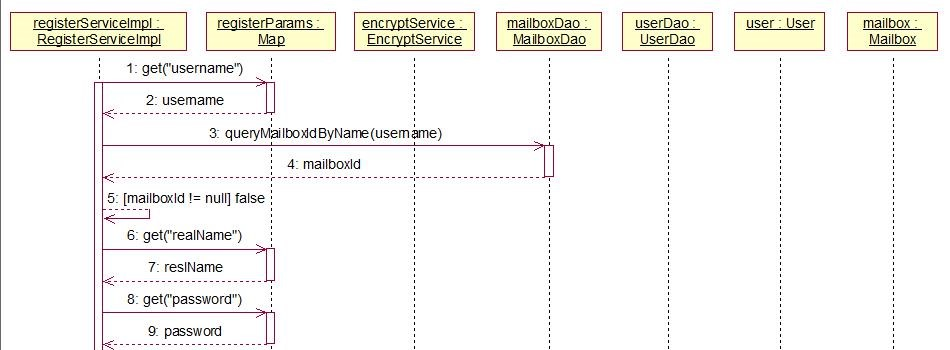 registerServiceImpl :
RegisterServiceImpl
registerParams :
Map
encryptService :
EncryptService
mailboxDao :
MailboxDao
userDao :
UserDao
user : User
mailbox :
Mailbox
1: get("username")
2: username
3: queryMailboxIdByName(username)
4: mailboxId
5: [mailboxId != null] false
6: get("realName")
7: reslName
8: get("password")
9: password